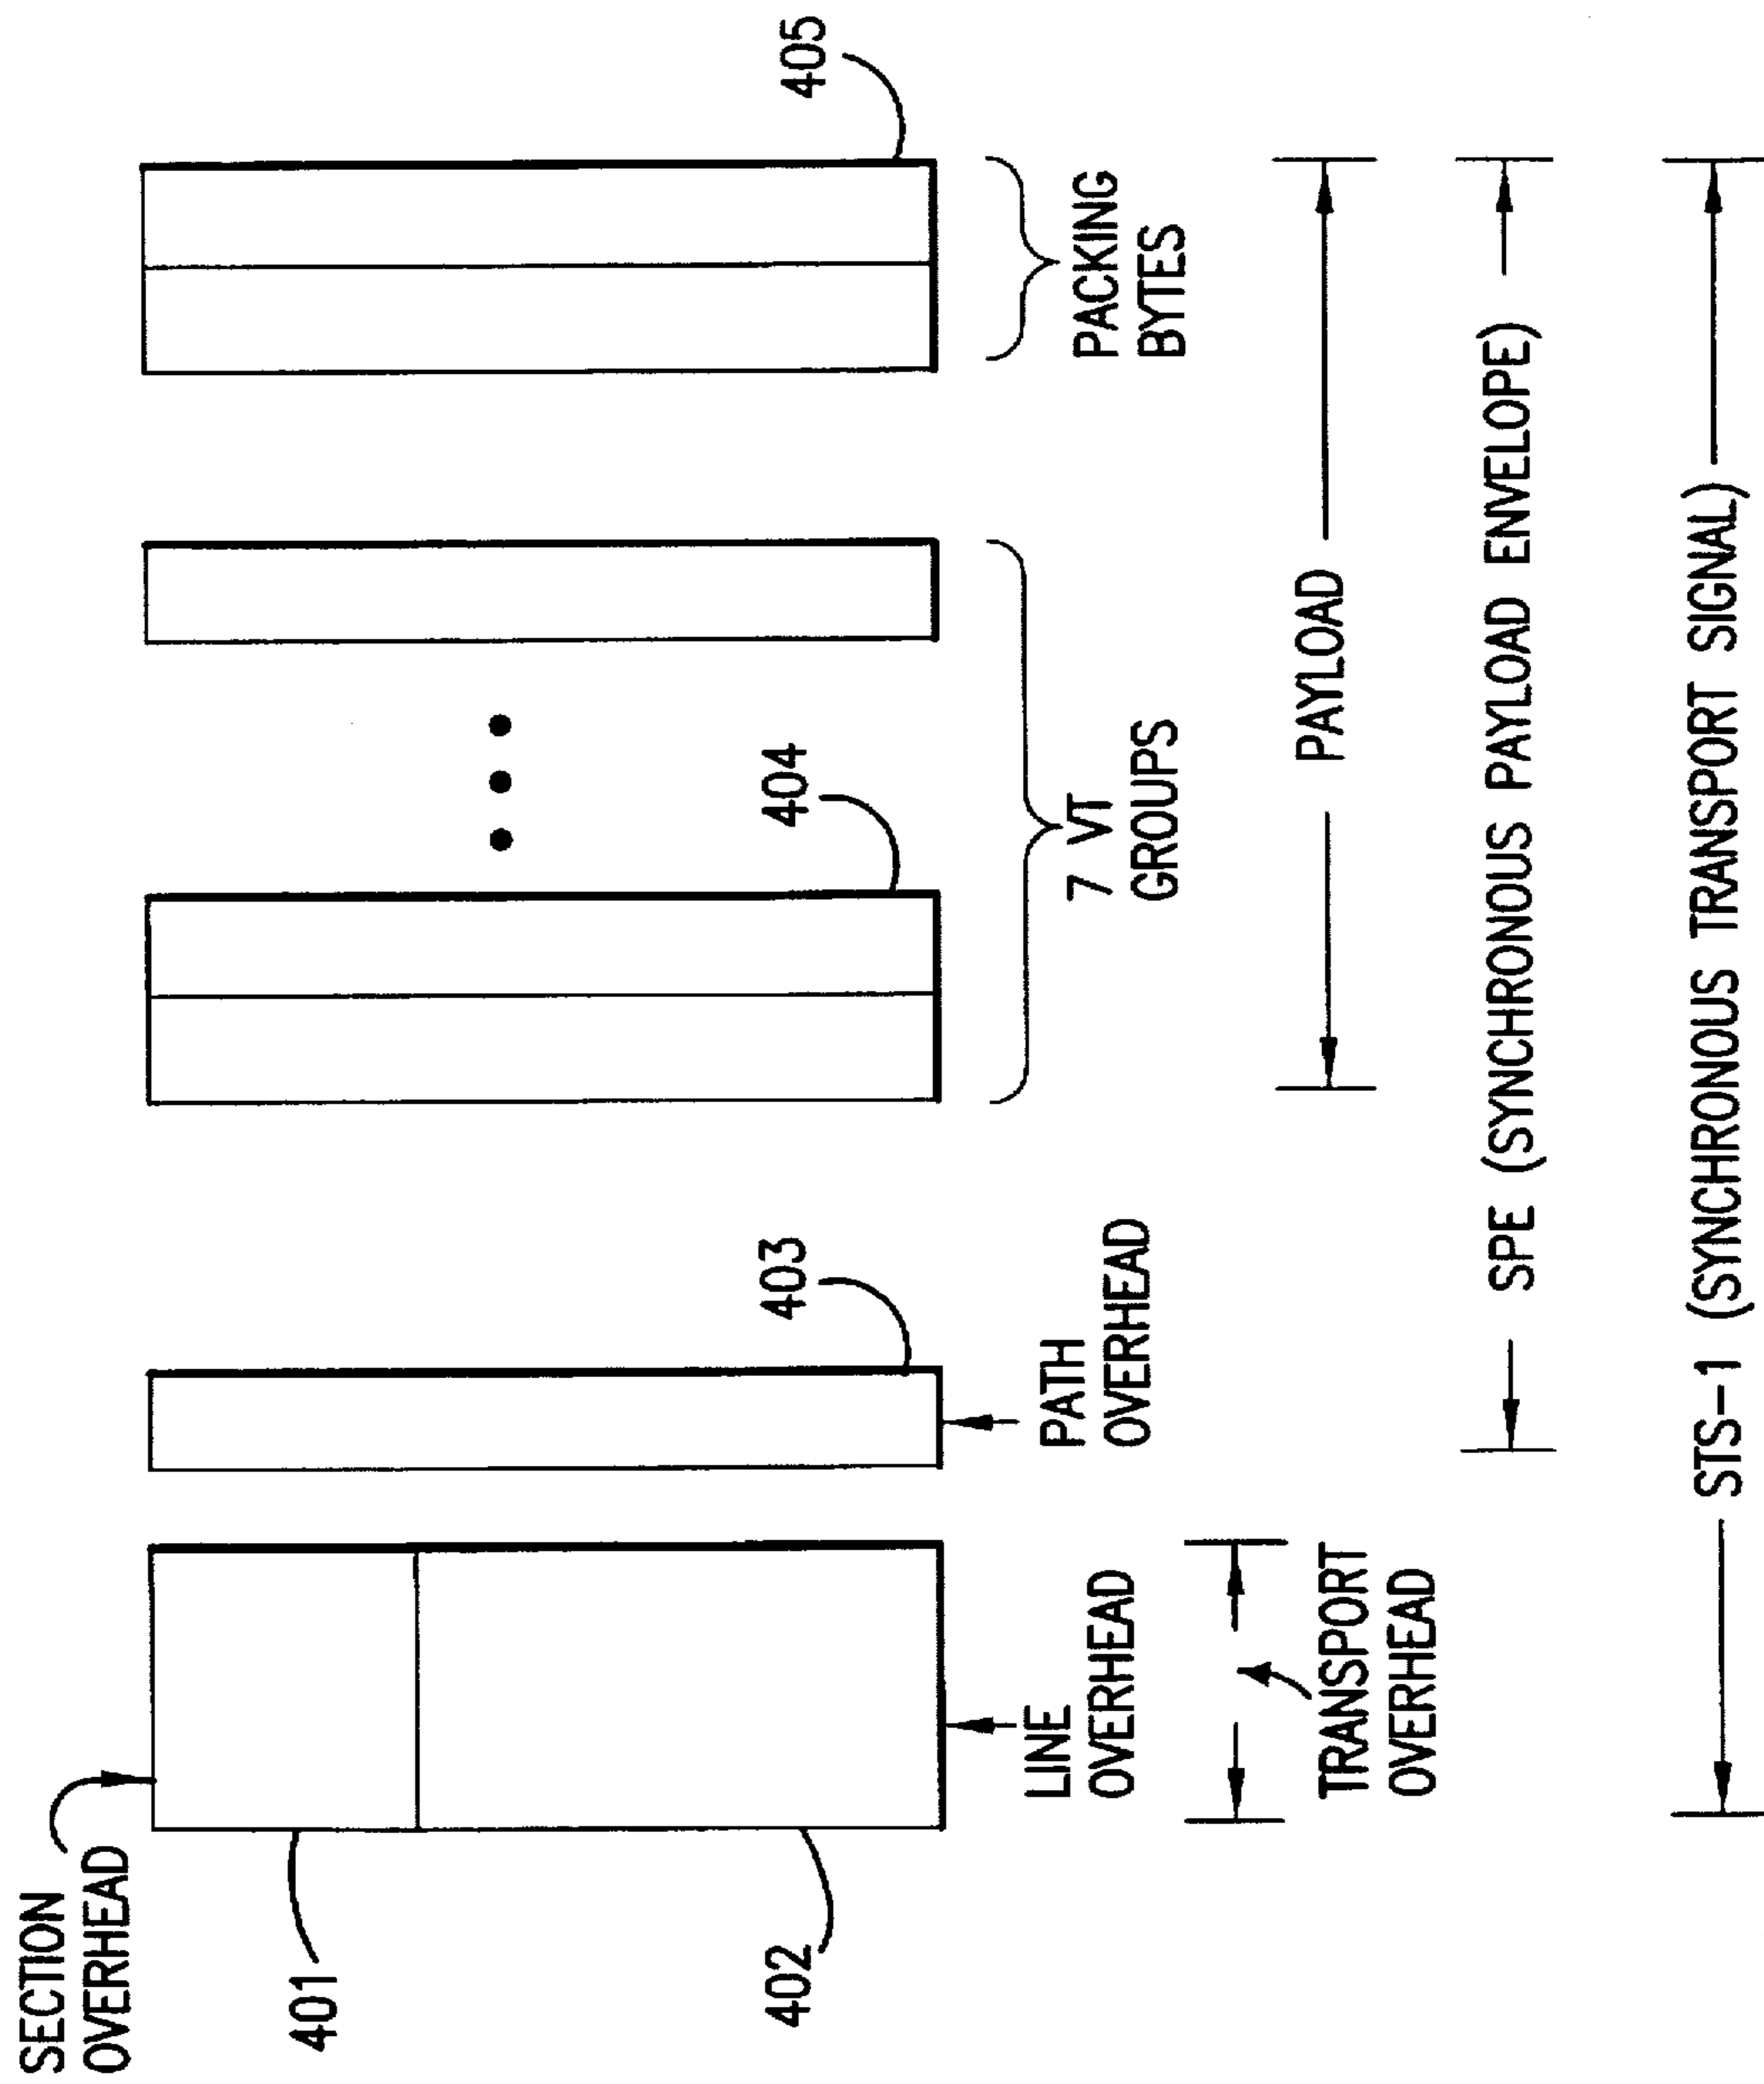 SECTION
OVERHEAD
401
402
403
404
405
LINE
OVERHEAD
PATH
OVERHEAD
7 VT
GROUPS
PACKING
BYTES
TRANSPORT
OVERHEAD
PAYLOAD
SPE (SYNCHRONOUS PAYLOAD ENVELOPE)
STS-1 (SYNCHRONOUS TRANSPORT SIGNAL)